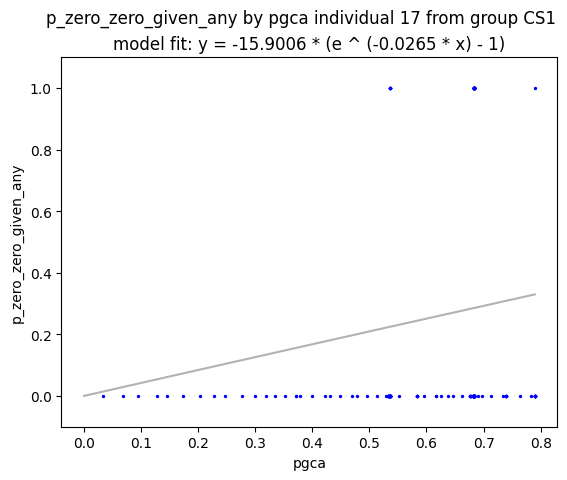 p_zero_zero_given_any by pgca individual 17 from group CS1
model fit: y = -15.9006 * (e ^ (-0.0265 * x) - 1)
1.0
0.8
0.6
0.4
0.2
0.0
p_zero_zero_given_any
0.0 0.1 0.2 0.3 0.4 0.5 0.6 0.7 0.8
pgca